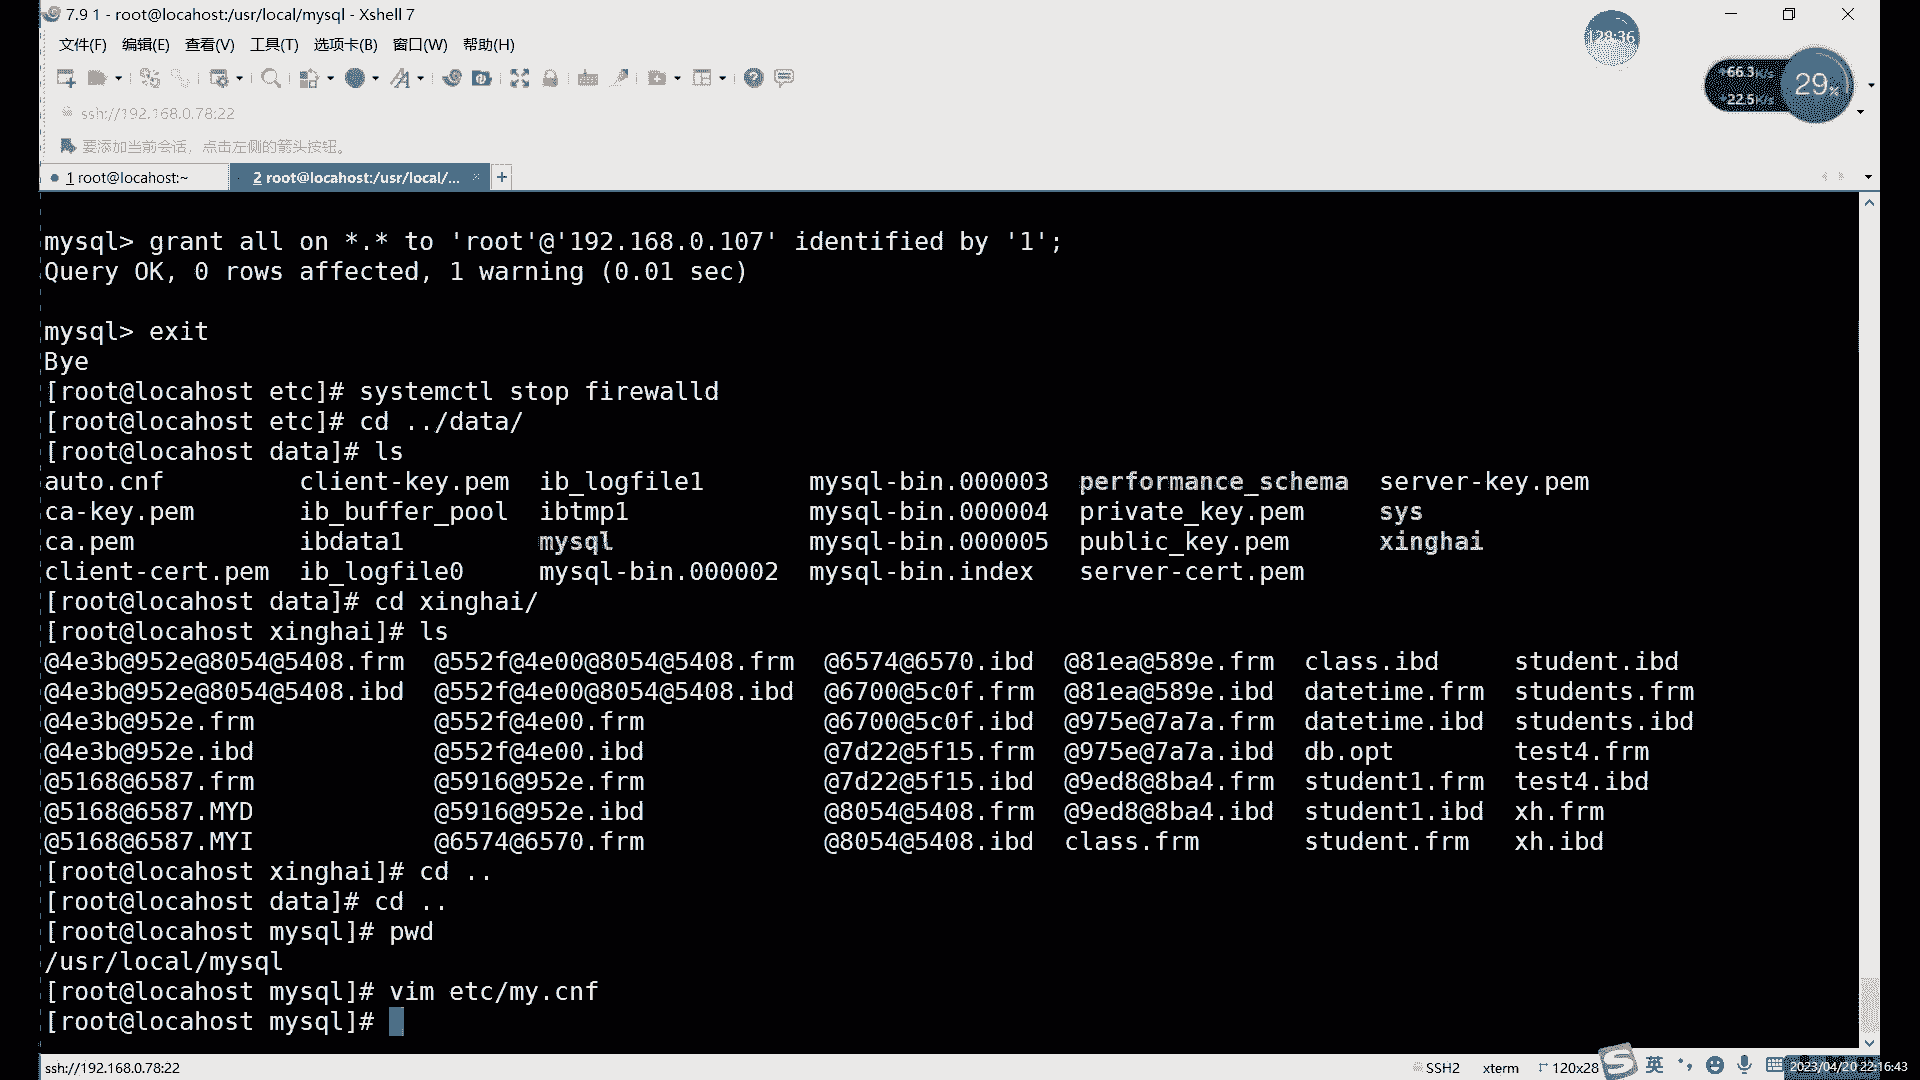 7.9 1 - root@locahost:/usr/local/mysql - Xshell 7
128:36
文件(F) 编辑(E) 查看(V) 工具(T) 选项卡(B) 窗口(W) 帮助(H)
66.3K/s
29%
22.5K/s
ssh://192.168.0.78:22
要添加当前会话，点击左侧的箭头按钮。
1 root@locahost:~ 2 root@locahost:/usr/local/... × +
mysql> grant all on *.* to 'root'@'192.168.0.107' identified by '1';
Query OK, 0 rows affected, 1 warning (0.01 sec)
mysql> exit
Bye
[root@locahost etc]# systemctl stop firewalld
[root@locahost etc]# cd ../data/
[root@locahost data]# ls
auto.cnf client-key.pem ib_logfile1 mysql-bin.000003 performance_schema server-key.pem
ca-key.pem ib_buffer_pool ibtmp1 mysql-bin.000004 private_key.pem sys
ca.pem ibdata1 mysql mysql-bin.000005 public_key.pem xinghai
client-cert.pem ib_logfile0 mysql-bin.000002 mysql-bin.index server-cert.pem
[root@locahost data]# cd xinghai/
[root@locahost xinghai]# ls
@4e3b@952e@8054@5408.frm @552f@4e00@8054@5408.frm @6574@6570.ibd @81ea@589e.frm class.ibd student.ibd
@4e3b@952e@8054@5408.ibd @552f@4e00@8054@5408.ibd @6700@5c0f.frm @81ea@589e.ibd datetime.frm students.frm
@4e3b@952e.frm @552f@4e00.frm @6700@5c0f.ibd @975e@7a7a.frm datetime.ibd students.ibd
@4e3b@952e.ibd @552f@4e00.ibd @7d22@5f15.frm @975e@7a7a.ibd db.opt test4.frm
@5168@6587.frm @5916@952e.frm @7d22@5f15.ibd @9ed8@8ba4.frm student1.frm test4.ibd
@5168@6587.MYD @5916@952e.ibd @8054@5408.frm @9ed8@8ba4.ibd student1.ibd xh.frm
@5168@6587.MYI @6574@6570.frm @8054@5408.ibd class.frm student.frm xh.ibd
[root@locahost xinghai]# cd ..
[root@locahost data]# cd ..
[root@locahost mysql]# pwd
/usr/local/mysql
[root@locahost mysql]# vim etc/my.cnf
[root@locahost mysql]#
ssh://192.168.0.78:22 SSH2 xterm 120x28 英 2023/04/20 22:16:43